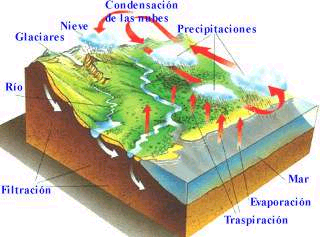 Condensación
de las nubes
Nieve
Precipitaciones
Glaciares
Río
Filtración
Mar
Evaporación
Traspiración